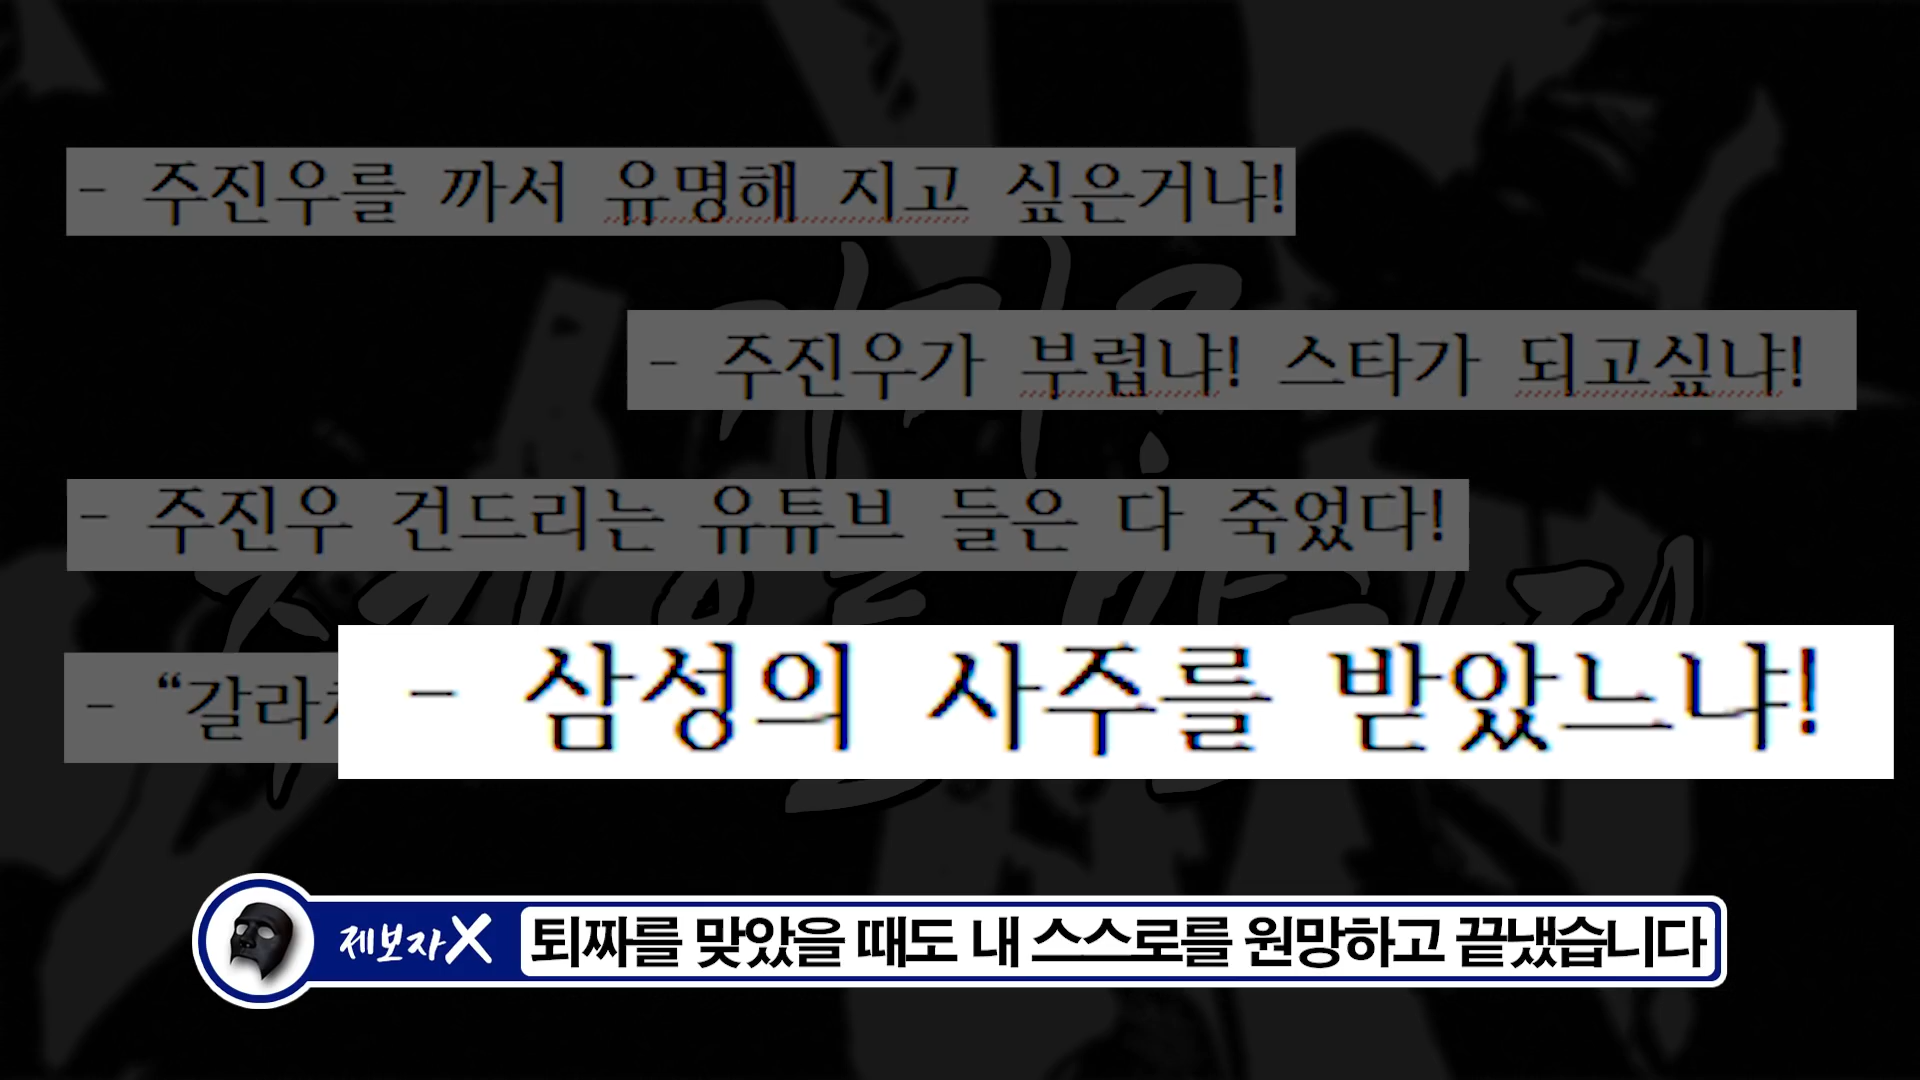 - 주진우를 까서 유명해 지고 싶은거냐!
- 주진우가 부럽냐! 스타가 되고싶냐!
- 주진우 건드리는 유튜브 들은 다 죽었다!
- “갈라
- 삼성의 사주를 받았느냐!
제보자X 퇴짜를 맞았을 때도 내 스스로를 원망하고 끝냈습니다